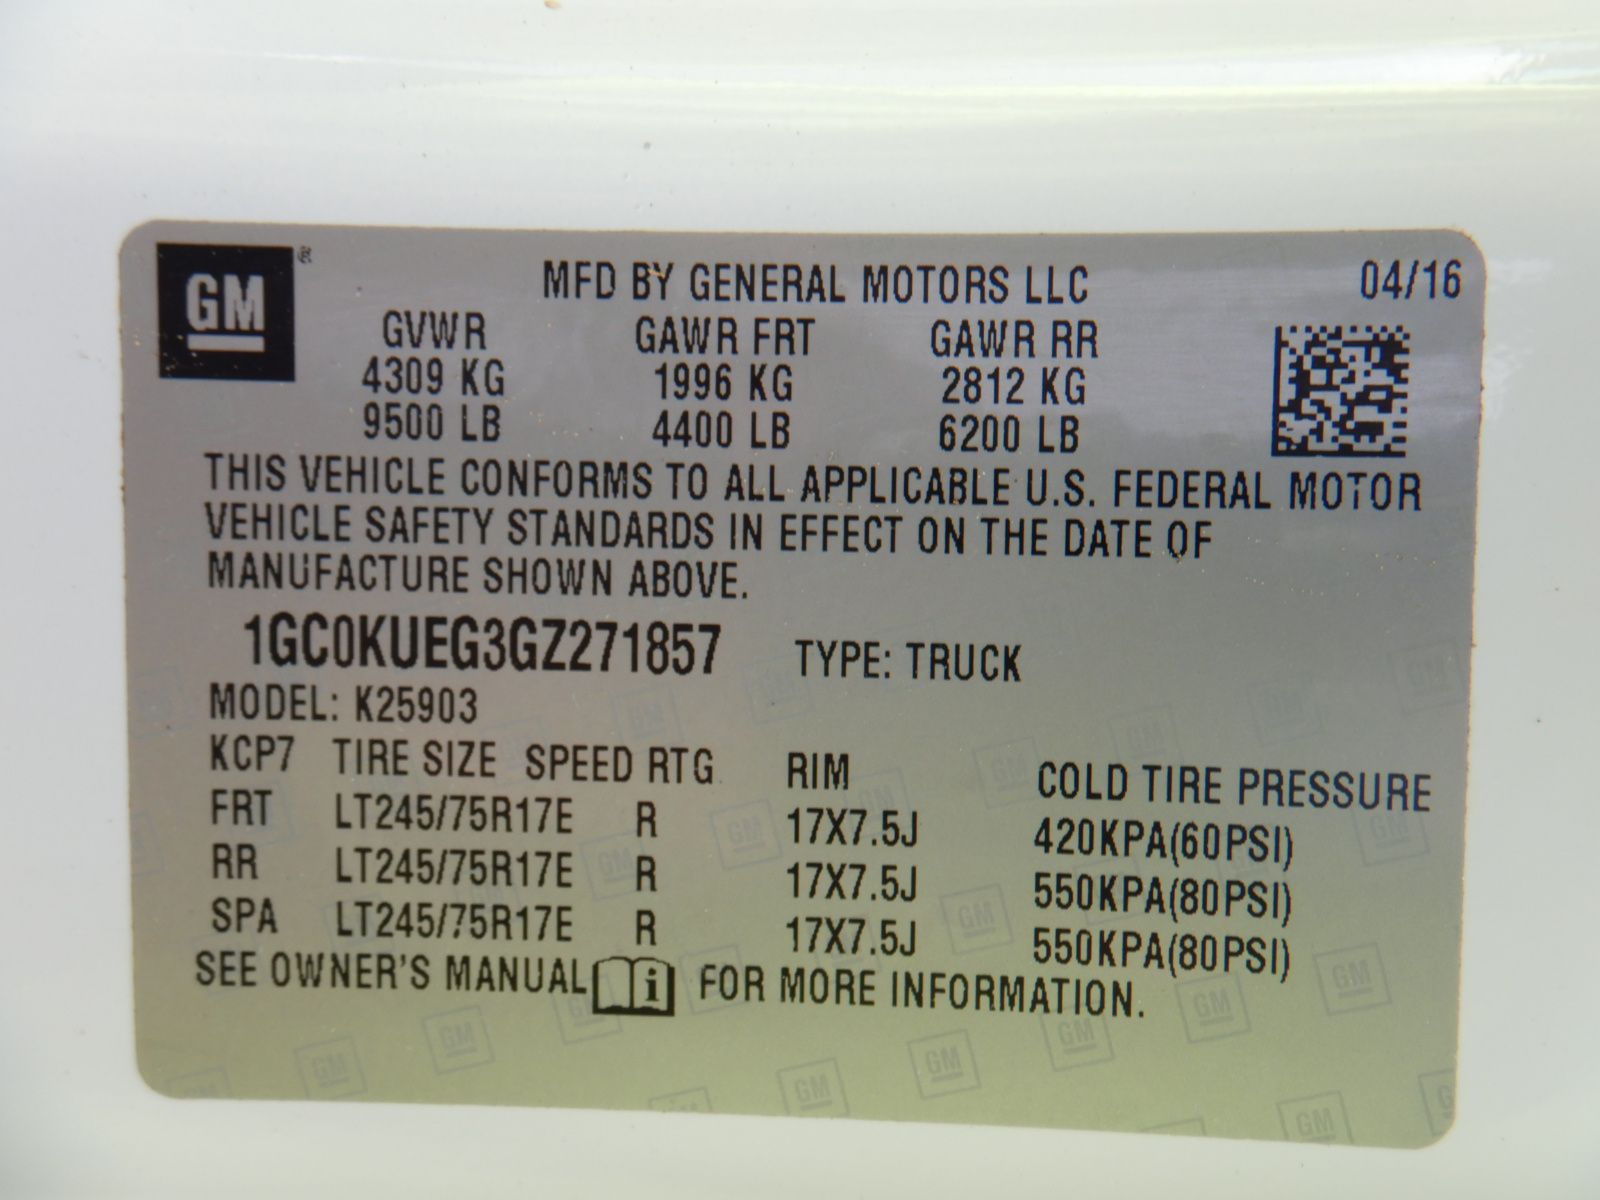 GM ®
MFD BY GENERAL MOTORS LLC 04/16
GVWR GAWR FRT GAWR RR
4309 KG 1996 KG 2812 KG
9500 LB 4400 LB 6200 LB
THIS VEHICLE CONFORMS TO ALL APPLICABLE U.S. FEDERAL MOTOR
VEHICLE SAFETY STANDARDS IN EFFECT ON THE DATE OF
MANUFACTURE SHOWN ABOVE.
1GC0KUEG3GZ271857 TYPE: TRUCK
MODEL: K25903
KCP7 TIRE SIZE SPEED RTG RIM COLD TIRE PRESSURE
FRT LT245/75R17E R 17X7.5J 420KPA(60PSI)
RR LT245/75R17E R 17X7.5J 550KPA(80PSI)
SPA LT245/75R17E R 17X7.5J 550KPA(80PSI)
SEE OWNER'S MANUAL i FOR MORE INFORMATION.